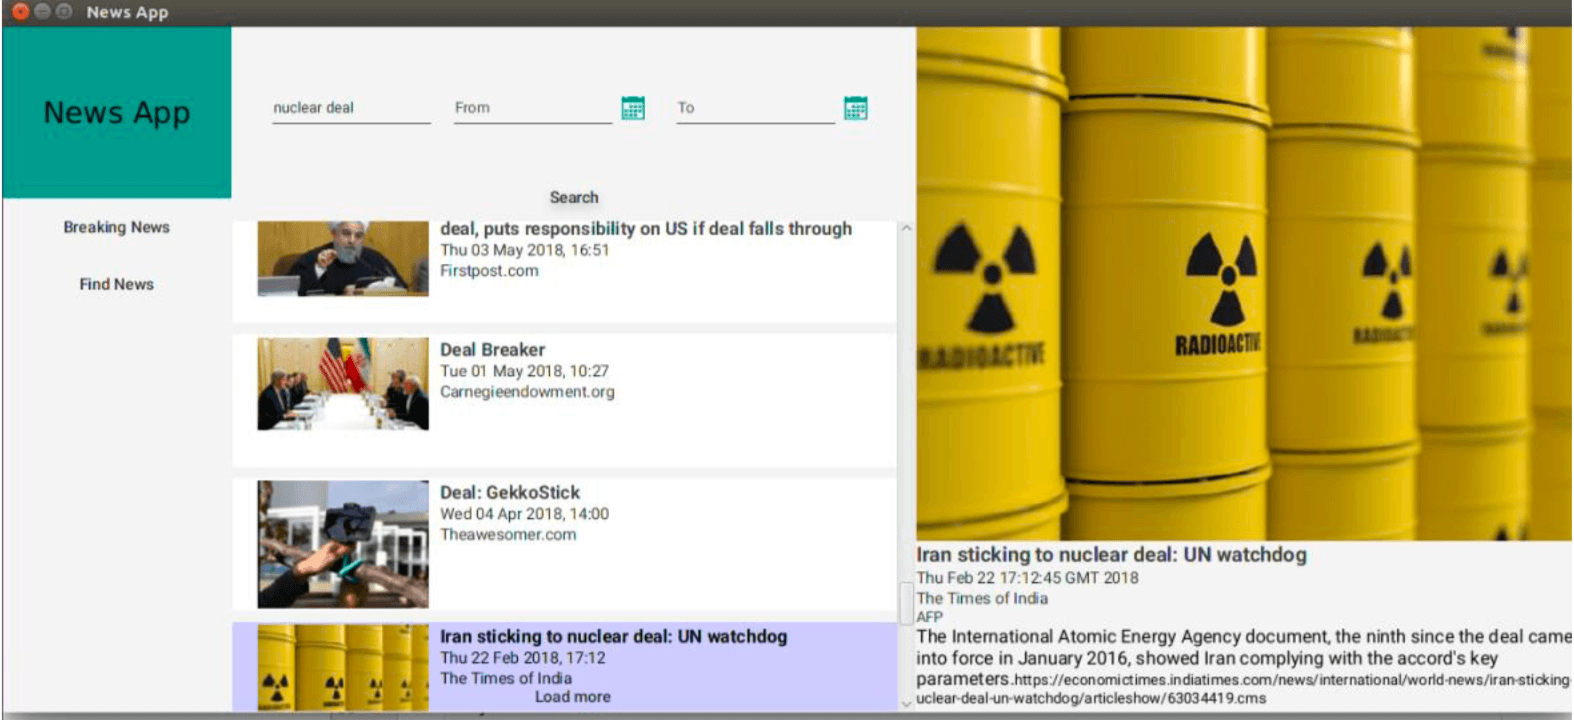 News App
News App
Breaking News
Find News
nuclear deal
From
To
Search
deal, puts responsibility on US if deal falls through
Thu 03 May 2018, 16:51
Firstpost.com
Deal Breaker
Tue 01 May 2018, 10:27
Carnegieendowment.org
Deal: GekkoStick
Wed 04 Apr 2018, 14:00
Theawesomer.com
Iran sticking to nuclear deal: UN watchdog
Thu 22 Feb 2018, 17:12
The Times of India
Load more
RADIOACTIVE
RADIOACTIVE
RADIOACTIVE
Iran sticking to nuclear deal: UN watchdog
Thu Feb 22 17:12:45 GMT 2018
The Times of India
AFP
The International Atomic Energy Agency document, the ninth since the deal came
into force in January 2016, showed Iran complying with the accord's key
parameters.https://economictimes.indiatimes.com/news/international/world-news/iran-sticking-
uclear-deal-un-watchdog/articleshow/63034419.cms